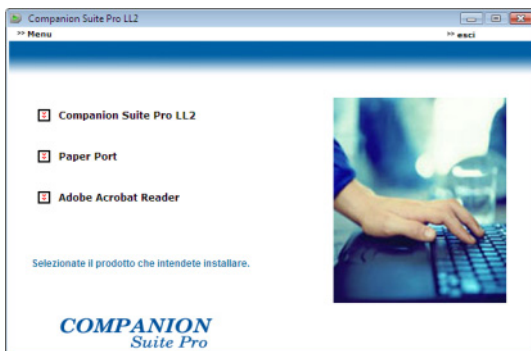 Companion Suite Pro LL2
>> Menu
>> esci
Companion Suite Pro LL2
Paper Port
Adobe Acrobat Reader
Selezionate il prodotto che intendete installare.
COMPANION
Suite Pro